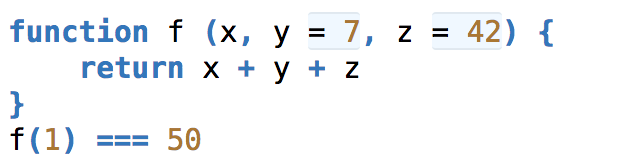 function f (x, y = 7, z = 42) {
    return x + y + z
}
f(1) === 50